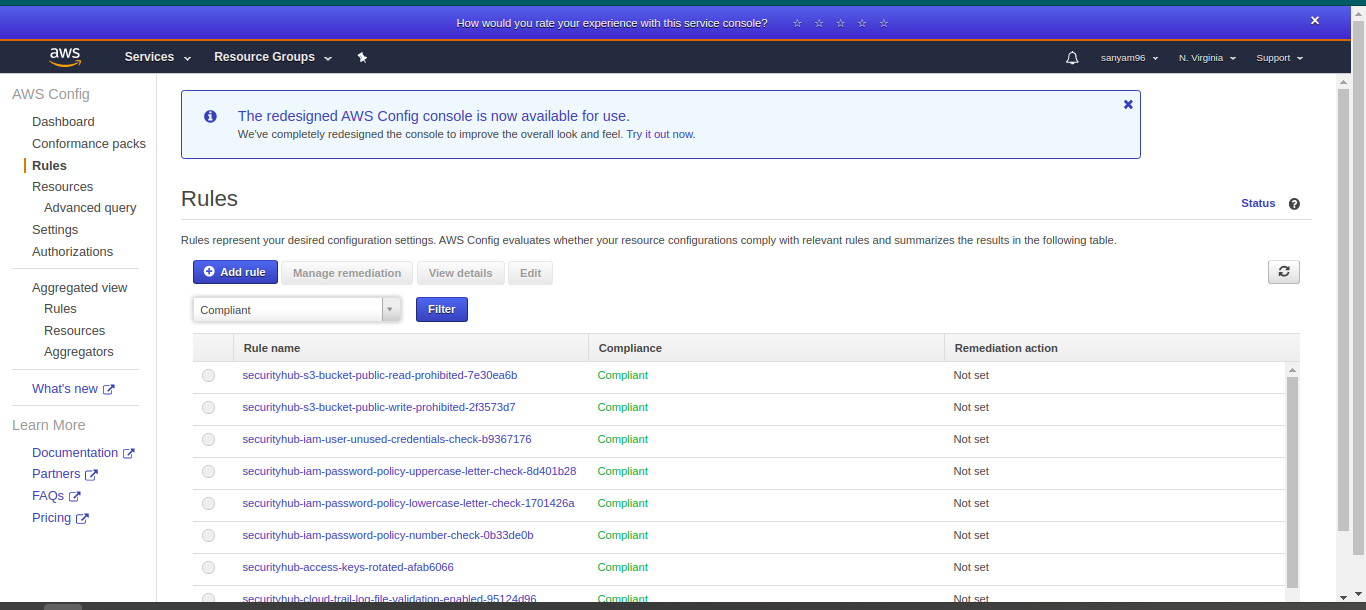 How would you rate your experience with this service console? ☆ ☆ ☆ ☆ ☆ ×
aws Services Resource Groups sanyam96 N. Virginia Support
AWS Config
Dashboard
Conformance packs
Rules
Resources
Advanced query
Settings
Authorizations
Aggregated view
Rules
Resources
Aggregators
What's new
Learn More
Documentation
Partners
FAQs
Pricing
The redesigned AWS Config console is now available for use.
We've completely redesigned the console to improve the overall look and feel. Try it out now.
Rules
Status
Rules represent your desired configuration settings. AWS Config evaluates whether your resource configurations comply with relevant rules and summarizes the results in the following table.
Add rule Manage remediation View details Edit
Compliant Filter
Rule name Compliance Remediation action
securityhub-s3-bucket-public-read-prohibited-7e30ea6b Compliant Not set
securityhub-s3-bucket-public-write-prohibited-2f3573d7 Compliant Not set
securityhub-iam-user-unused-credentials-check-b9367176 Compliant Not set
securityhub-iam-password-policy-uppercase-letter-check-8d401b28 Compliant Not set
securityhub-iam-password-policy-lowercase-letter-check-1701426a Compliant Not set
securityhub-iam-password-policy-number-check-0b33de0b Compliant Not set
securityhub-access-keys-rotated-afab6066 Compliant Not set
securityhub-cloud-trail-log-file-validation-enabled-95124d96 Compliant Not set